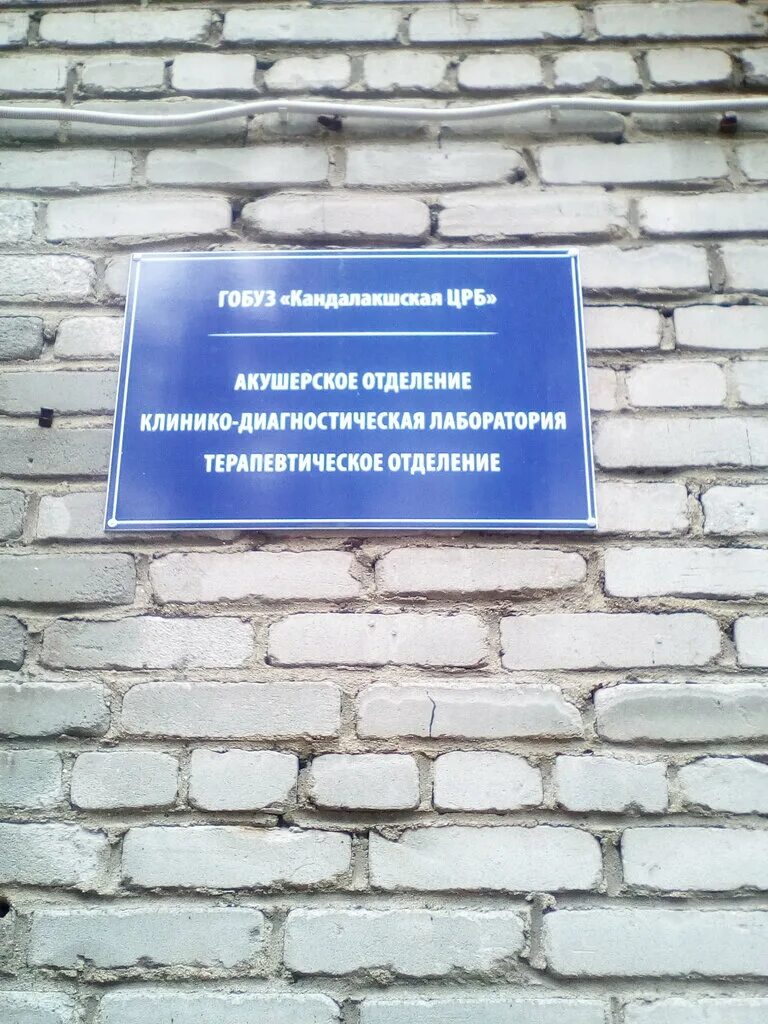 ГОБУЗ «Кандалакшская ЦРБ»
АКУШЕРСКОЕ ОТДЕЛЕНИЕ
КЛИНИКО-ДИАГНОСТИЧЕСКАЯ ЛАБОРАТОРИЯ
ТЕРАПЕВТИЧЕСКОЕ ОТДЕЛЕНИЕ